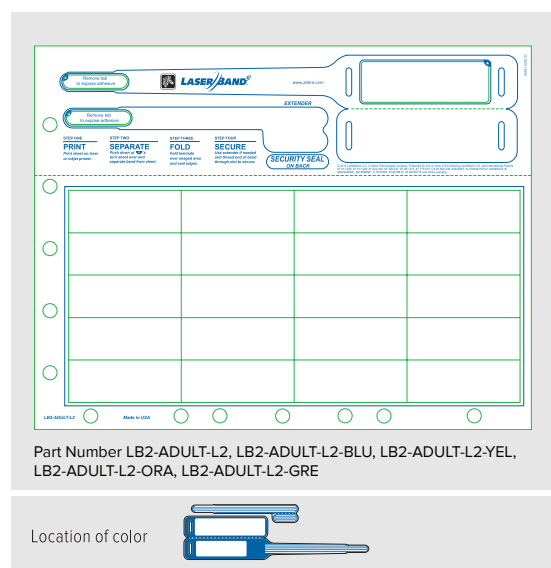 Remove tab
to expose adhesive
LASER BAND®
www.zebra.com
EXTENDER
Remove tab
to expose adhesive
STEP ONE
PRINT
Print sheet on laser
or inkjet printer.
STEP TWO
SEPARATE
Push down at 's
turn sheet over and
separate band from sheet.
STEP THREE
FOLD
Fold laminate
over imaged area
and seal edges.
STEP FOUR
SECURE
Use extender if needed
and thread end of band
through slot to secure.
SECURITY SEAL
ON BACK
LB2-ADULT-L2
Made in USA
Part Number LB2-ADULT-L2, LB2-ADULT-L2-BLU, LB2-ADULT-L2-YEL,
LB2-ADULT-L2-ORA, LB2-ADULT-L2-GRE
Location of color